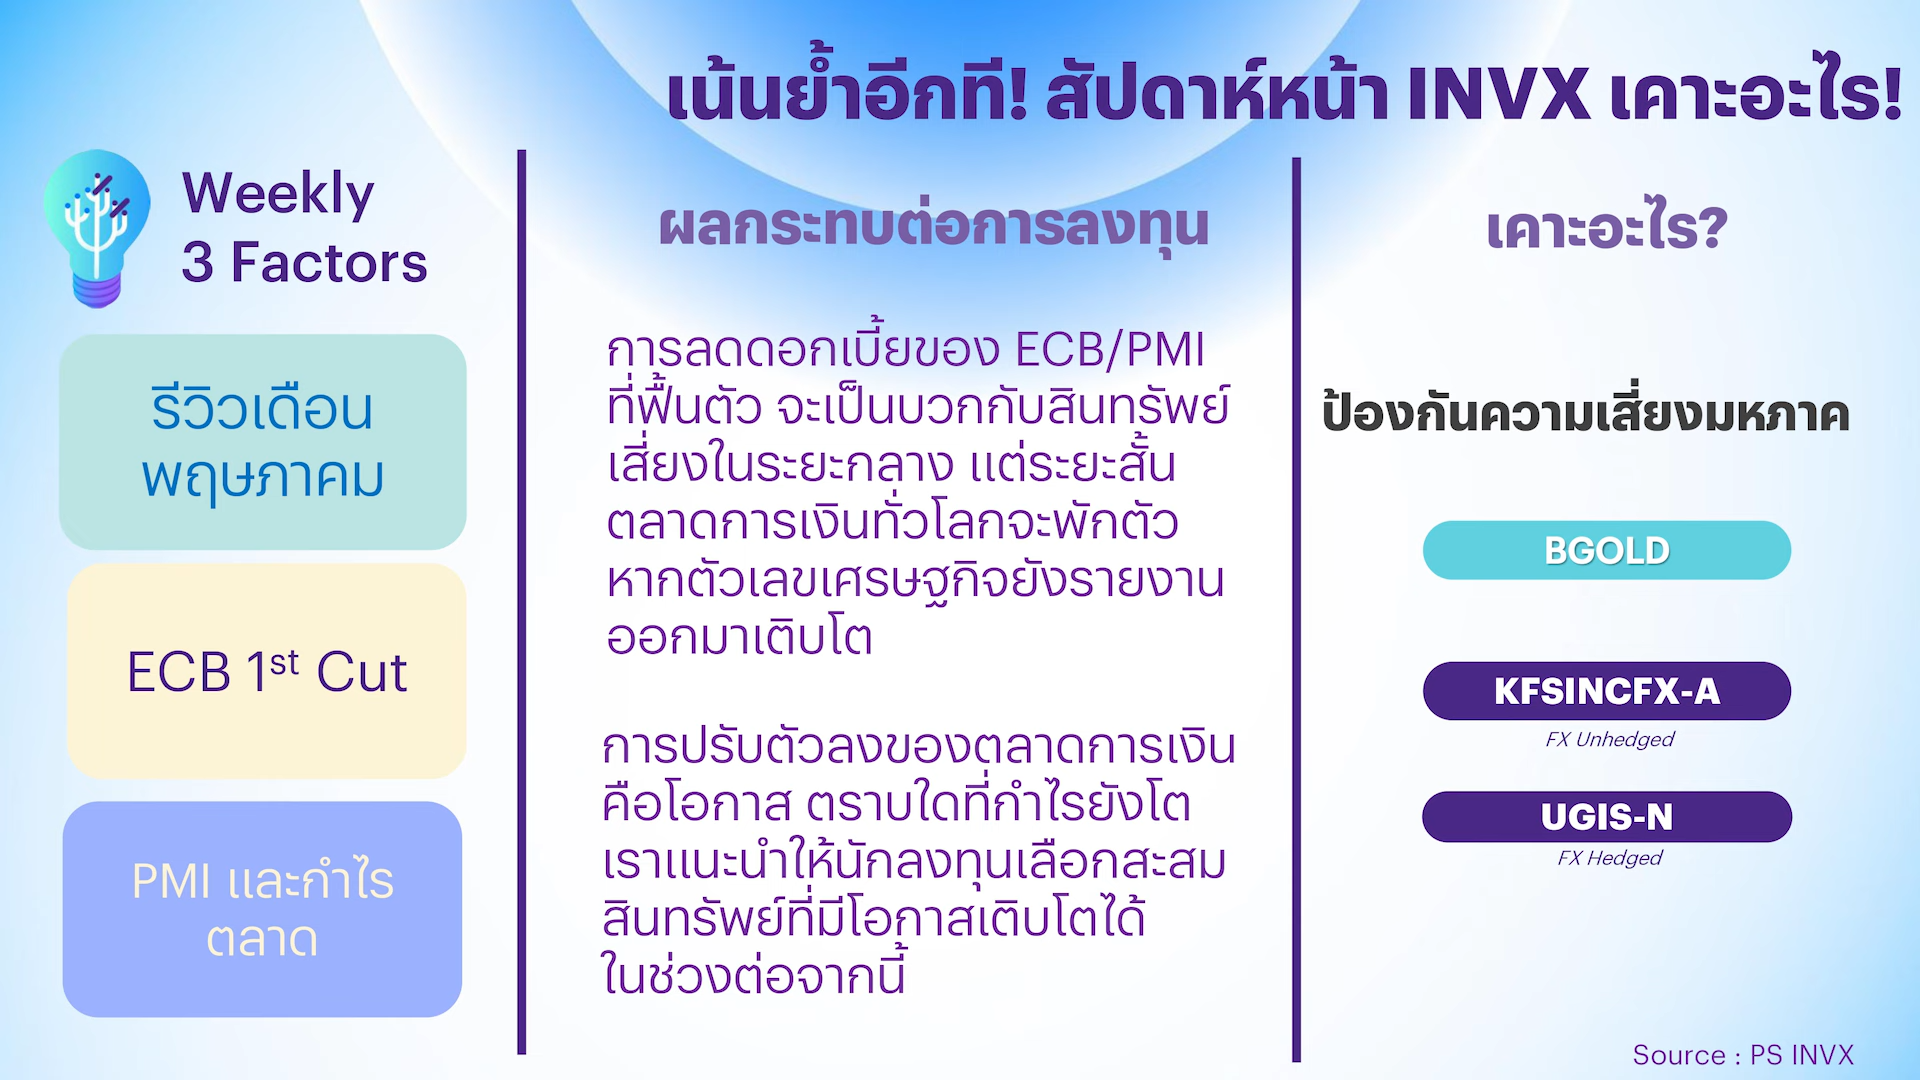 เน้นย้ำอีกที! สัปดาห์หน้า INVX เคาะอะไร!
Weekly
3 Factors
รีวิวเดือน
พฤษภาคม
ECB 1st Cut
PMI และกำไร
ตลาด
ผลกระทบต่อการลงทุน
การลดดอกเบี้ยของ ECB/PMI
ที่ฟื้นตัว จะเป็นบวกกับสินทรัพย์
เสี่ยงในระยะกลาง แต่ระยะสั้น
ตลาดการเงินทั่วโลกจะพักตัว
หากตัวเลขเศรษฐกิจยังรายงาน
ออกมาเติบโต
การปรับตัวลงของตลาดการเงิน
คือโอกาส ตราบใดที่กำไรยังโต
เราแนะนำให้นักลงทุนเลือกสะสม
สินทรัพย์ที่มีโอกาสเติบโตได้
ในช่วงต่อจากนี้
เคาะอะไร?
ป้องกันความเสี่ยงมหภาค
BGOLD
KFSINCFX-A
FX Unhedged
UGIS-N
FX Hedged
Source : PS INVX